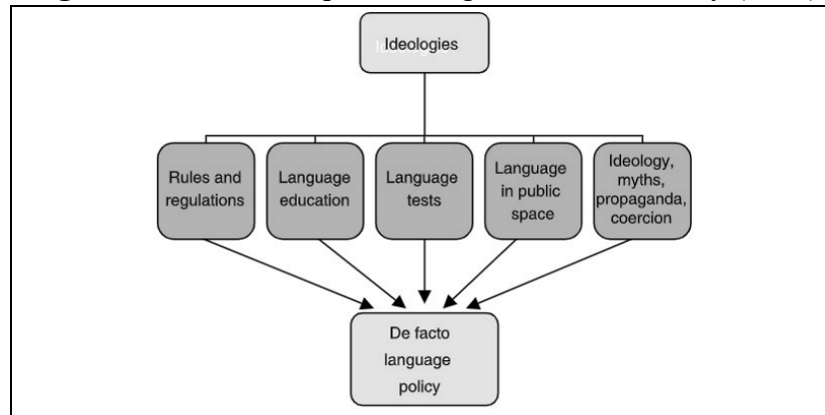 Ideologies
Rules and
regulations
Language
education
Language
tests
Language
in public
space
Ideology,
myths,
propaganda,
coercion
De facto
language
policy